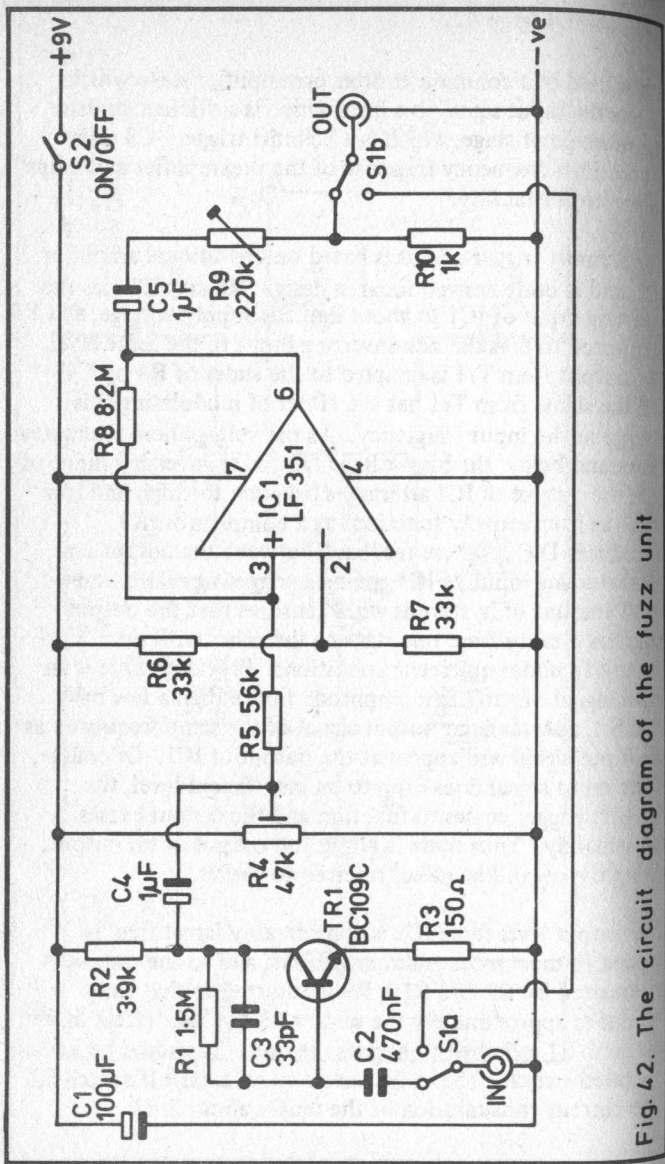 +9V
S2
ON/OFF
C1
100µF
R2
3·9k
C4
1µF
R6
33k
R8 8·2M
C5
1µF
R1 1·5M
C3
33pF
R5 56k
3
+
7
IC1
LF351
6
2
-
4
R9
220k
OUT
TR1
BC109C
R4
47k
C2
470nF
S1b
S1a
R3
150Ω
R7
33k
R10
1k
IN
-ve
Fig. 42. The circuit diagram of the fuzz unit